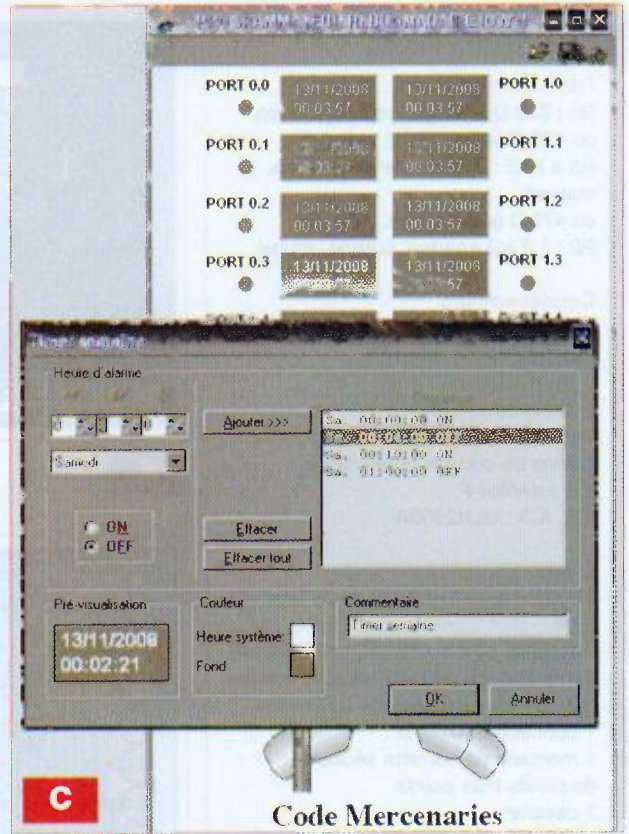 PORT 0.0 13/11/2008 00:03:57 13/11/2008 00:03:57 PORT 1.0
PORT 0.1 00:03:57 PORT 1.1
PORT 0.2 13/11/2008 00:03:57 13/11/2008 00:03:57 PORT 1.2
PORT 0.3 13/11/2008 13/11/2008 PORT 1.3
Heure d'alarme
0 0 0
Ajouter >>>
Sa. 00:00:00 ON
OFF
Sa. 00:10:00 ON
Sa. 01:00:00 OFF
Samedi
ON
OFF
Effacer
Effacer tout
Pré-visualisation
13/11/2008
00:02:21
Couleur
Heure système:
Fond
Commentaire
Timer semaine
OK
Annuler
C
Code Mercenaries